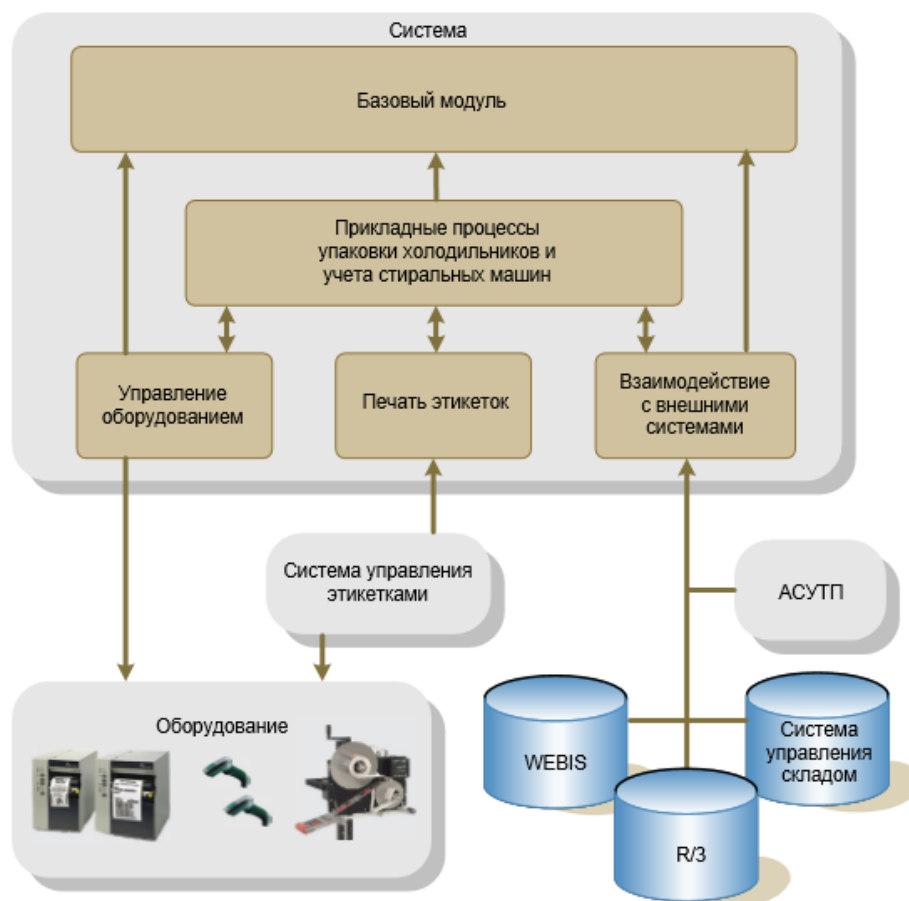 Система
Базовый модуль
Прикладные процессы
упаковки холодильников и
учета стиральных машин
Управление
оборудованием
Печать этикеток
Взаимодействие
с внешними
системами
Система управления
этикетками
АСУТП
Оборудование
WEBIS
Система
управления
складом
R/3